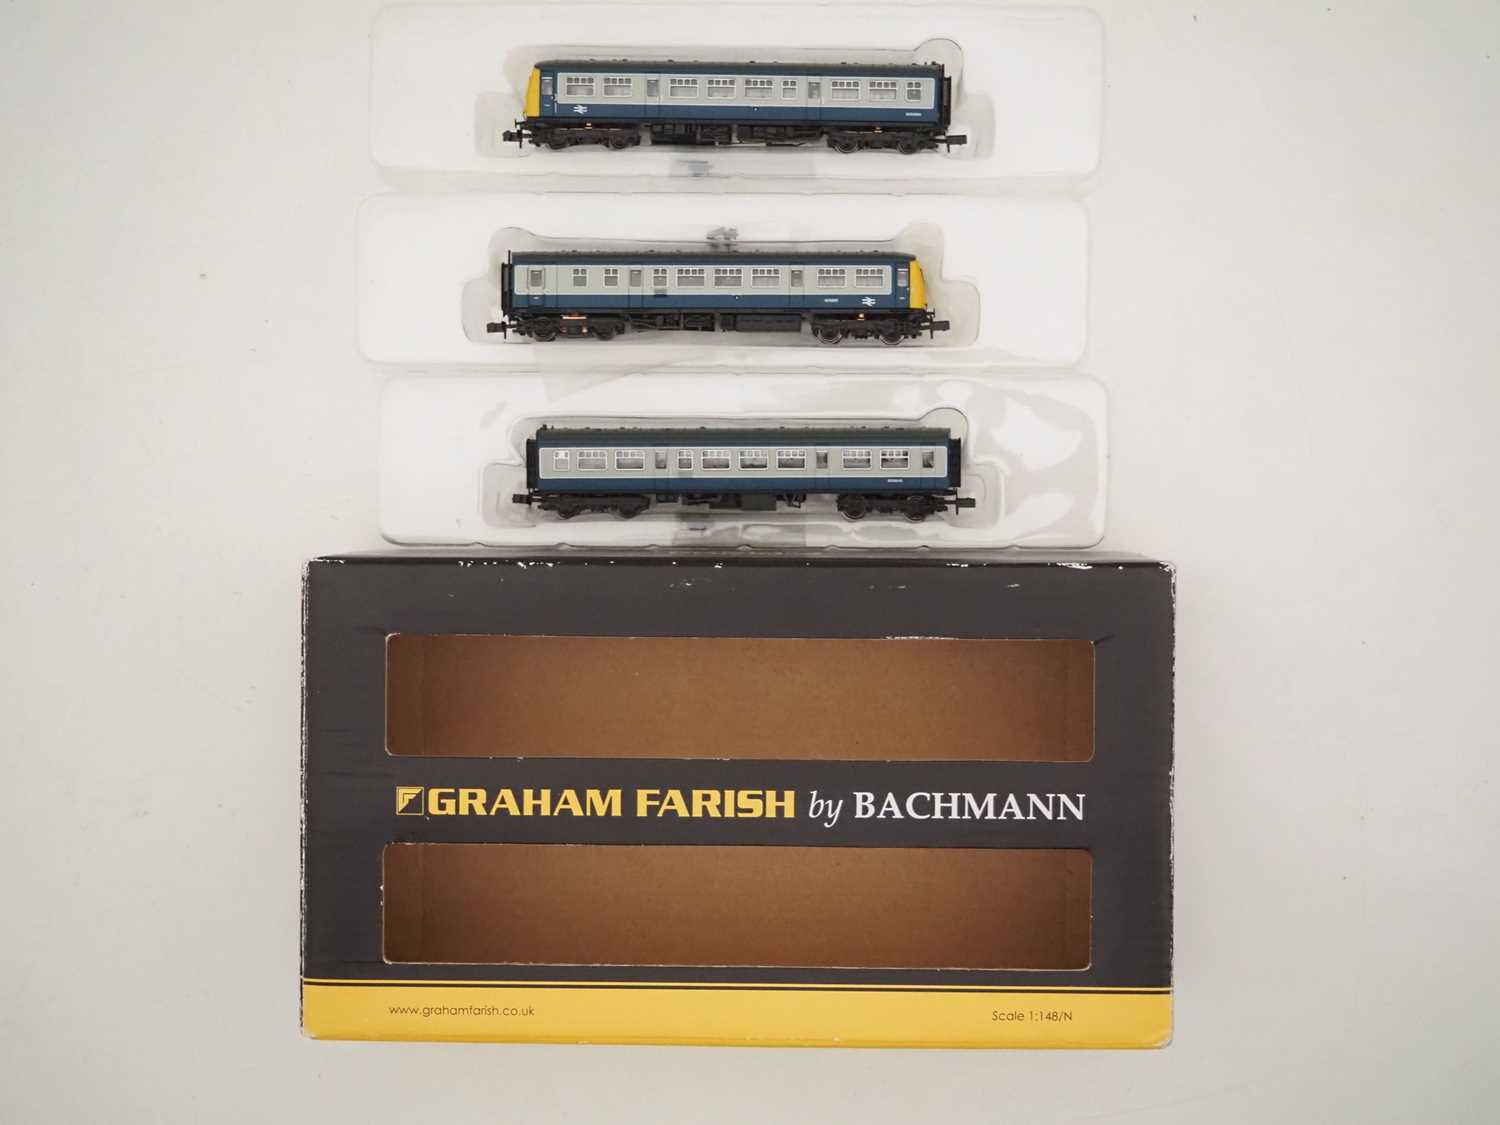 GRAHAM FARISH by BACHMANN
www.grahamfarish.co.uk
Scale 1:148/N